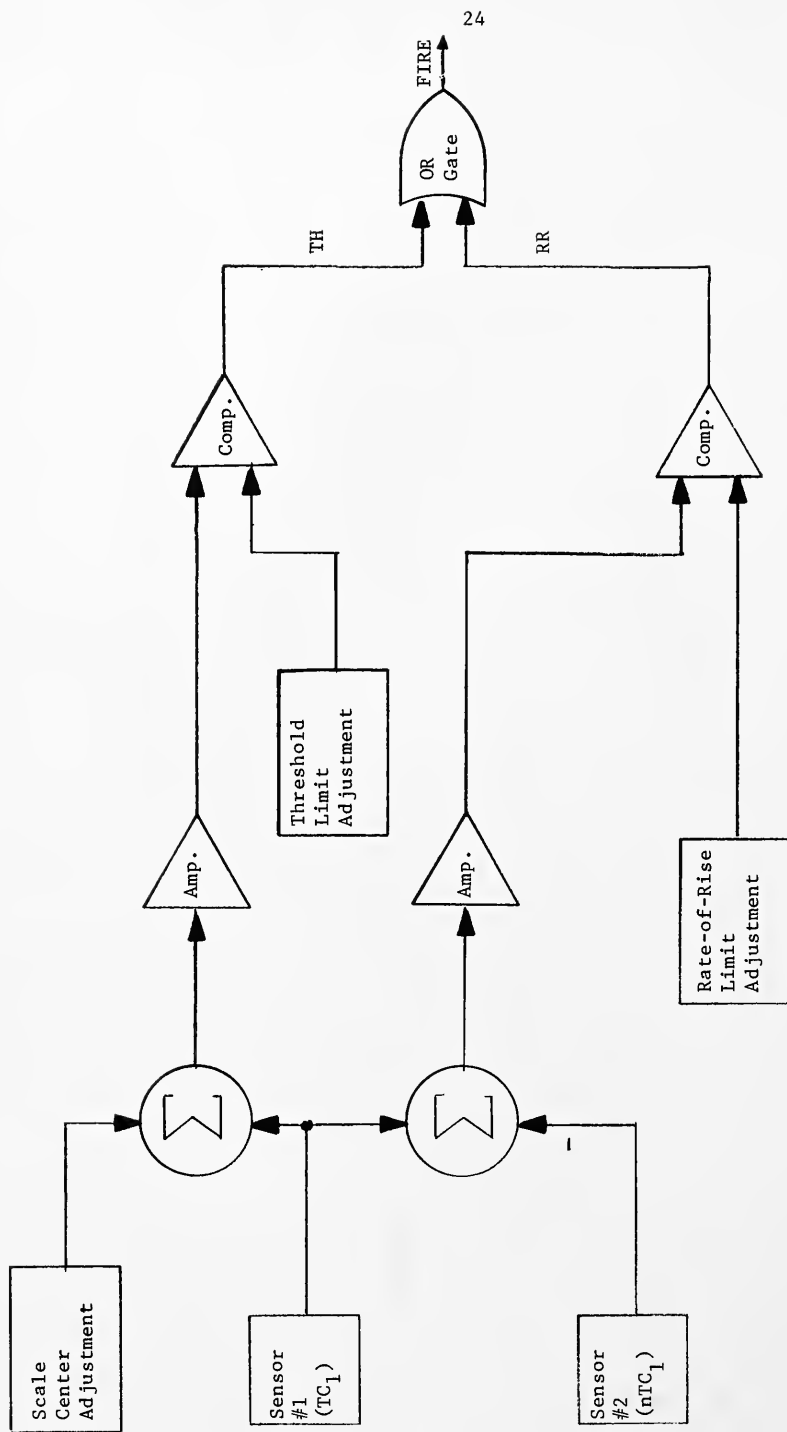 24
Scale
Center
Adjustment
Sensor
#1
(TC₁)
Sensor
#2
(nTC₁)
Σ
Σ
-
Amp.
Amp.
Threshold
Limit
Adjustment
Rate-of-Rise
Limit
Adjustment
Comp.
Comp.
TH
RR
OR
Gate
FIRE